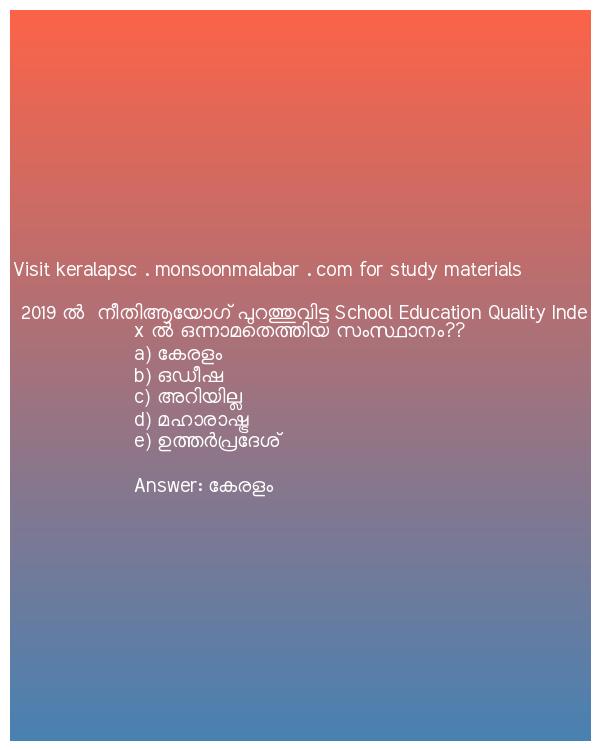 Visit keralapsc . monsoonmalabar . com for study materials
2019 ൽ നീതിആയോഗ് പുറത്തുവിട്ട School Education Quality Inde
x ൽ ഒന്നാമതെത്തിയ സംസ്ഥാനം??
a) കേരളം
b) ഒഡീഷ
c) അറിയില്ല
d) മഹാരാഷ്ട്ര
e) ഉത്തർപ്രദേശ്
Answer: കേരളം